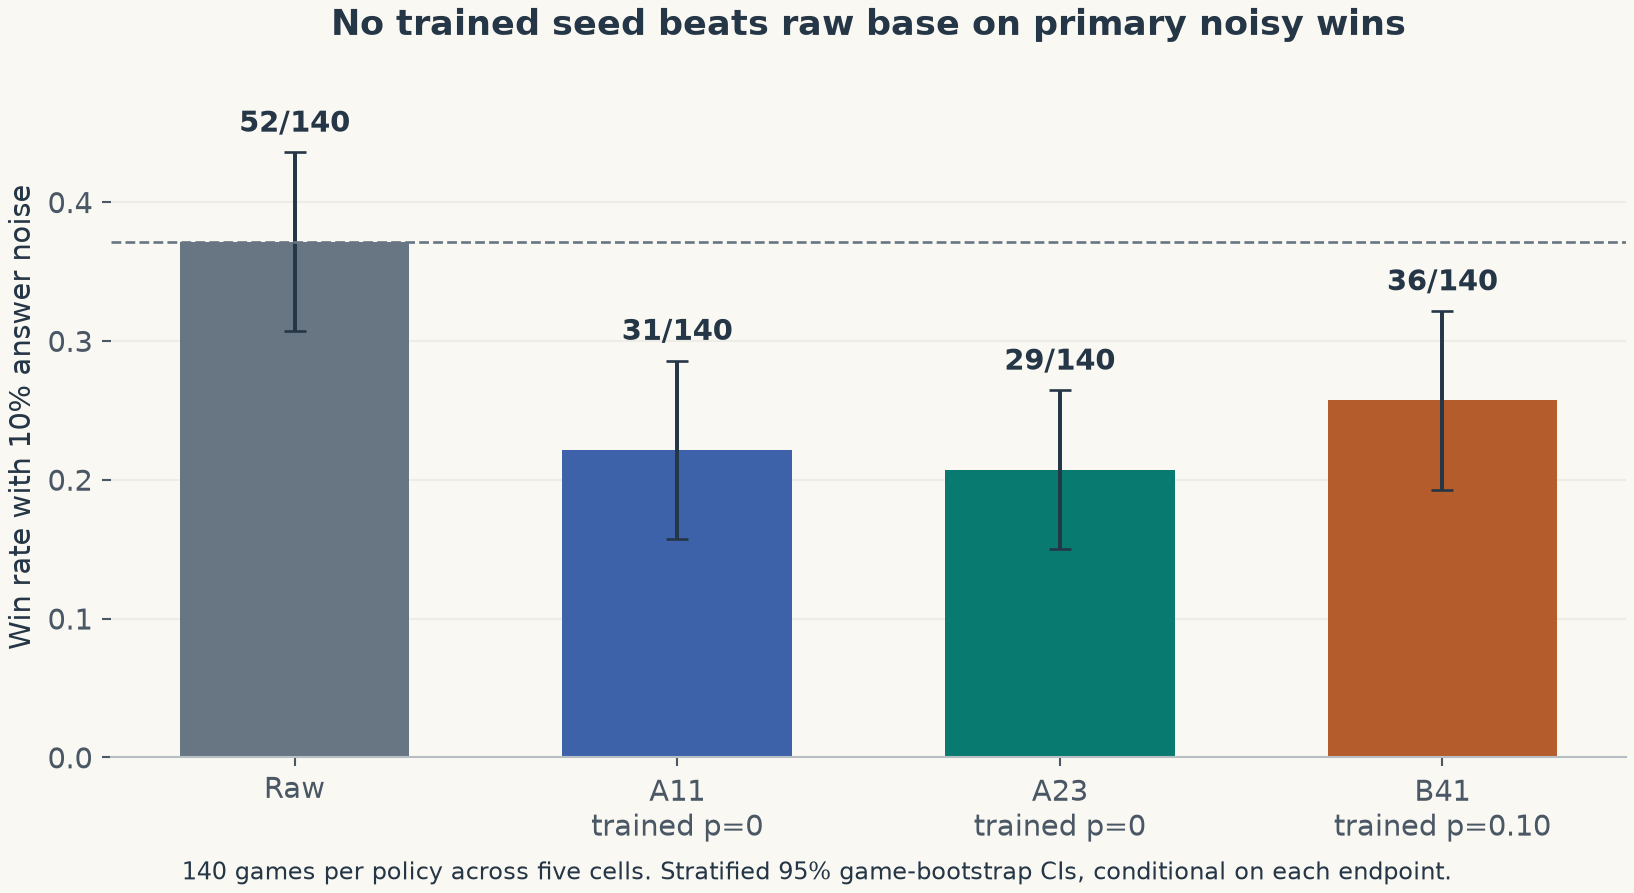 No trained seed beats raw base on primary noisy wins
Win rate with 10% answer noise
0.4
0.3
0.2
0.1
0.0
52/140
31/140
29/140
36/140
Raw
A11
trained p=0
A23
trained p=0
B41
trained p=0.10
140 games per policy across five cells. Stratified 95% game-bootstrap CIs, conditional on each endpoint.